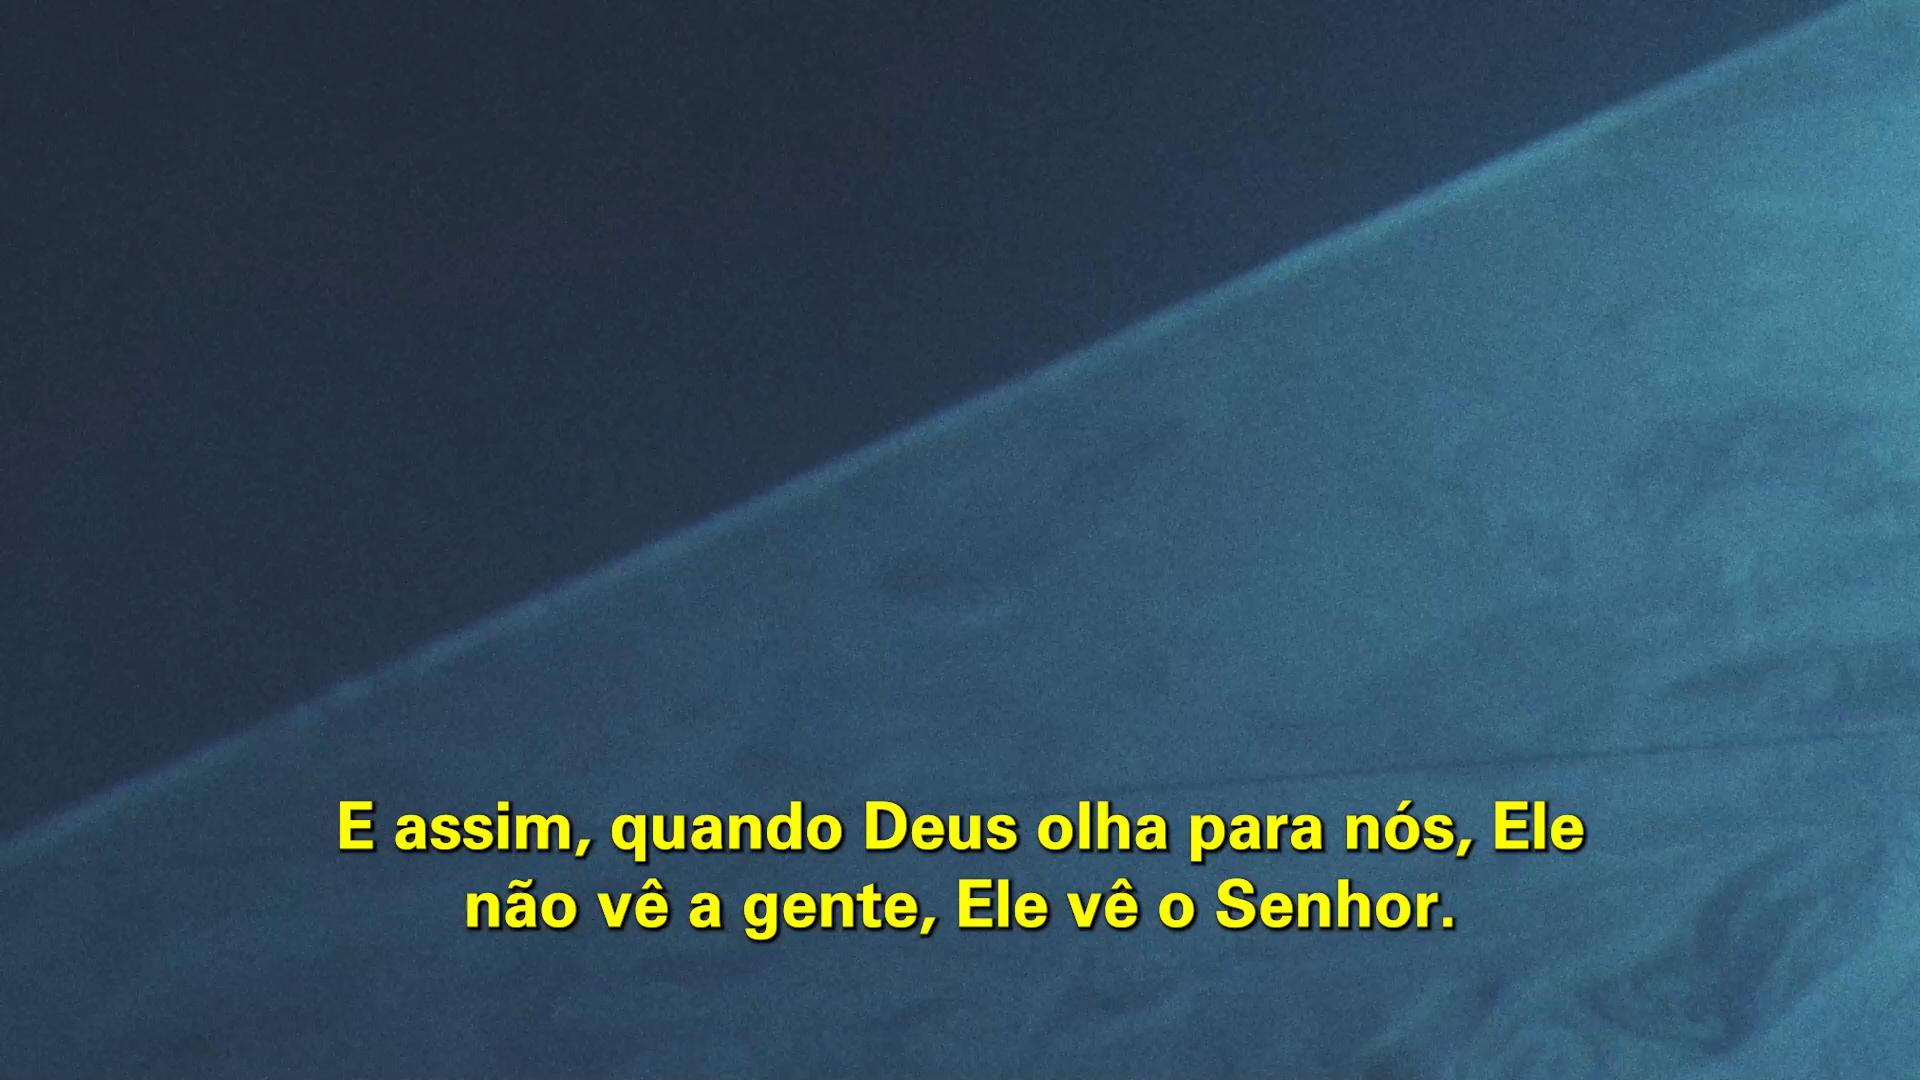 E assim, quando Deus olha para nós, Ele
não vê a gente, Ele vê o Senhor.